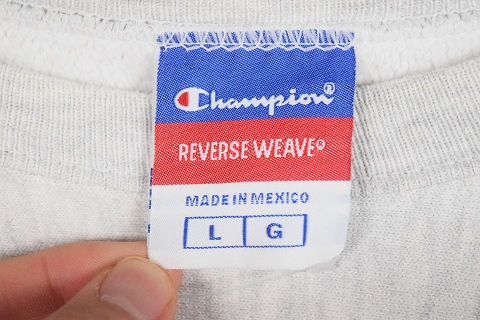 Champion®
REVERSE WEAVE®
MADE IN MEXICO
L G